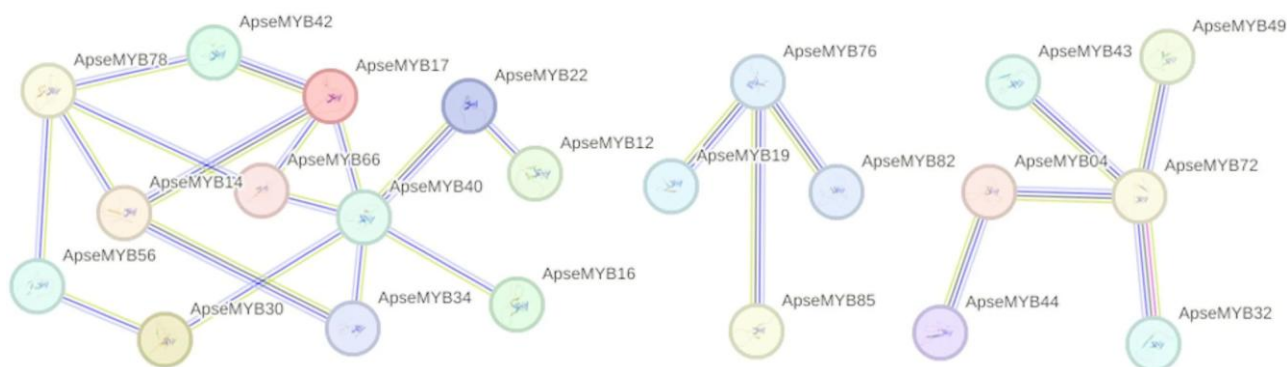 ApseMYB42
ApseMYB78
ApseMYB17
ApseMYB22
ApseMYB12
ApseMYB66
ApseMYB14
ApseMYB40
ApseMYB56
ApseMYB16
ApseMYB30
ApseMYB34
ApseMYB76
ApseMYB19
ApseMYB82
ApseMYB85
ApseMYB49
ApseMYB43
ApseMYB04
ApseMYB72
ApseMYB44
ApseMYB32